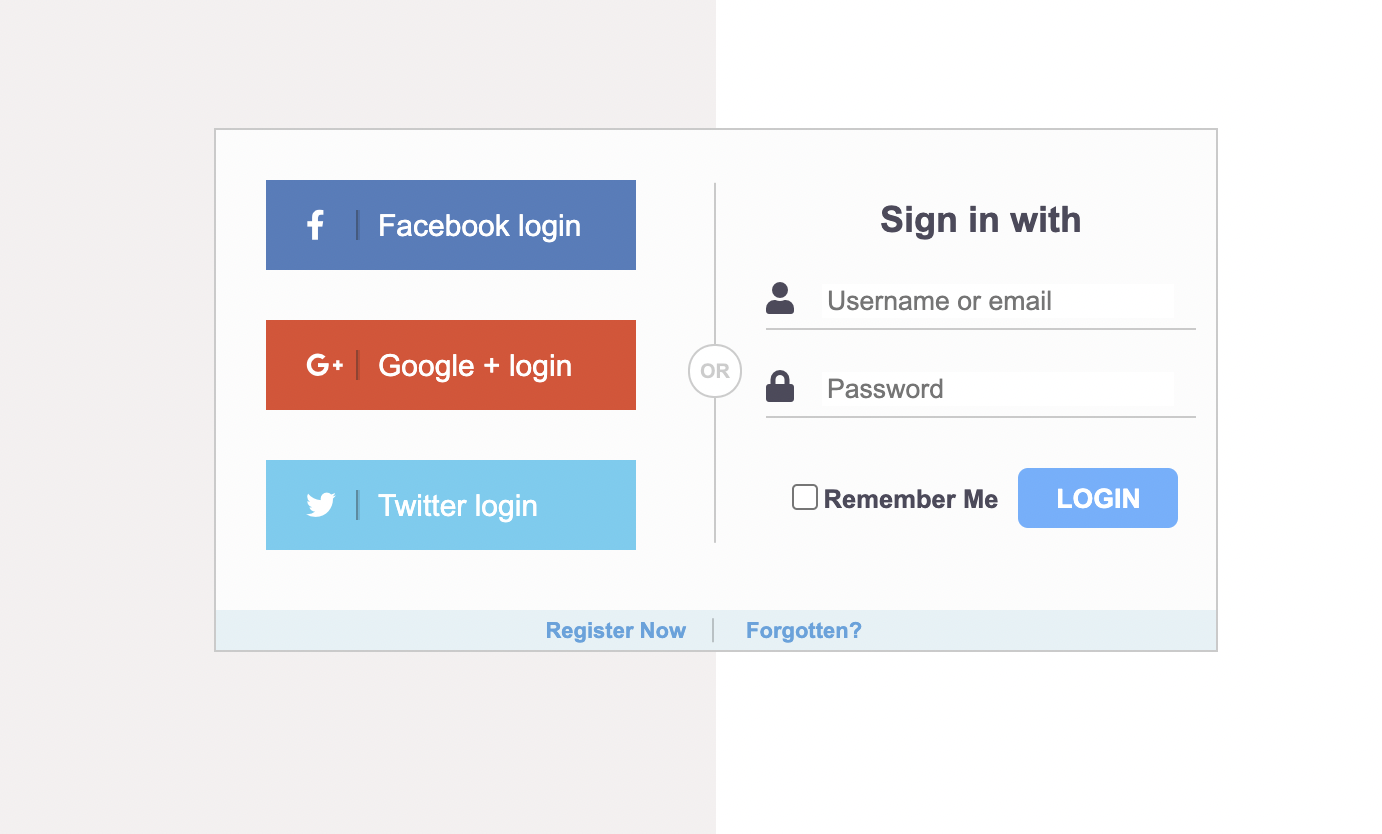 Facebook login
Google + login
Twitter login
OR
Sign in with
Username or email
Password
Remember Me
LOGIN
Register Now
Forgotten?